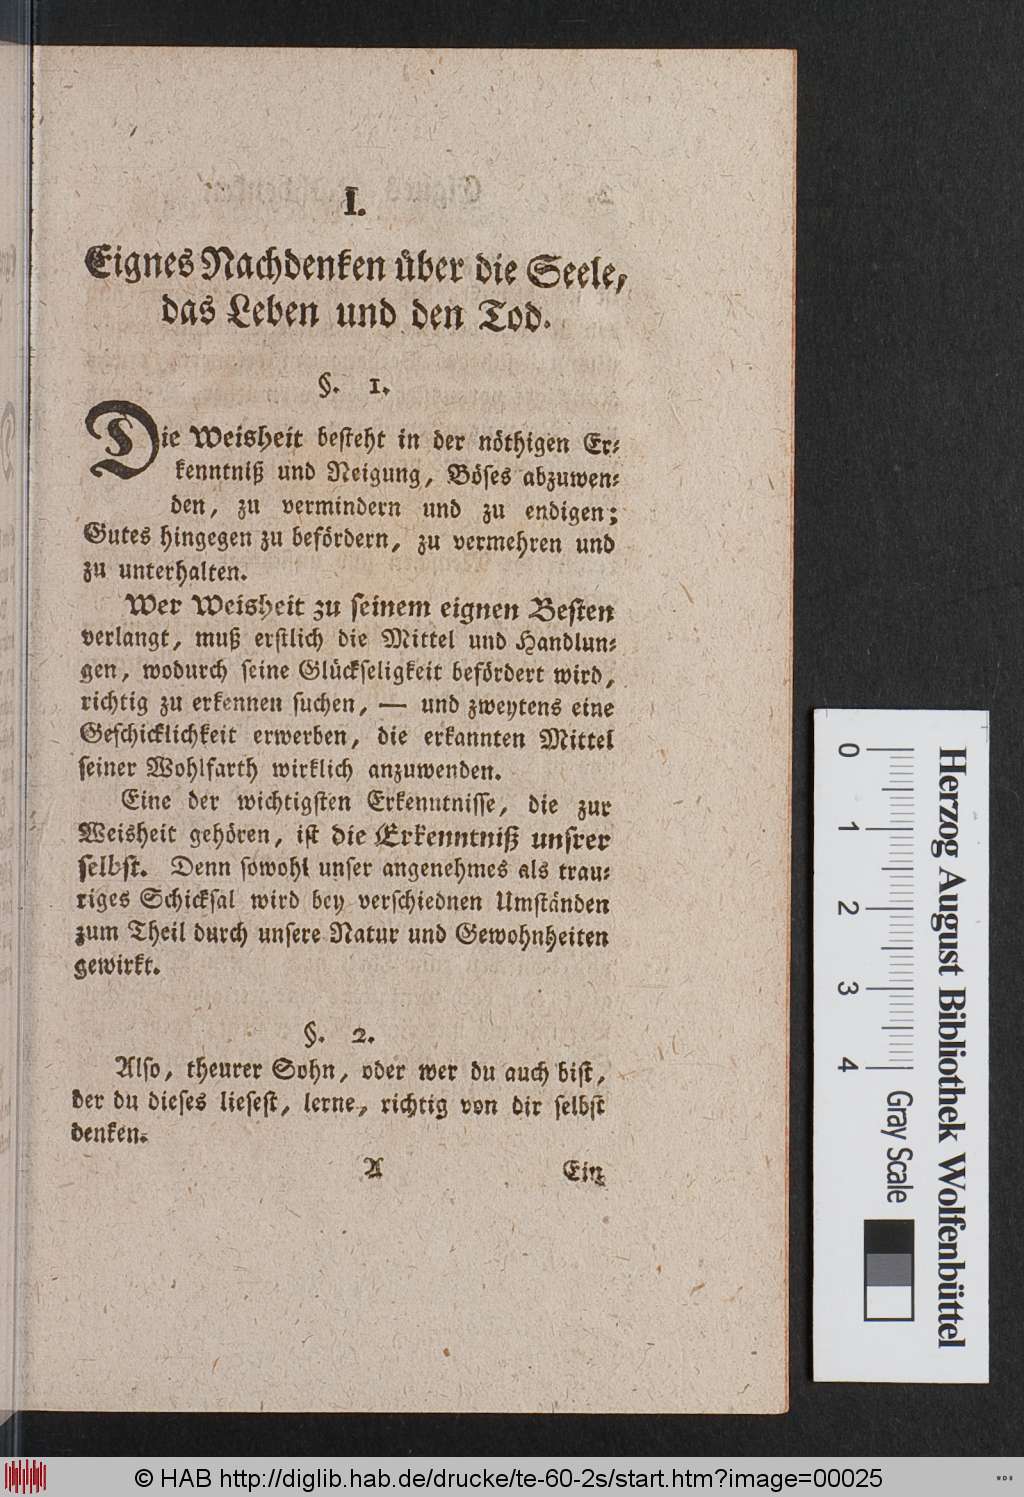 I.
Eignes Nachdenken über die Seele,
das Leben und den Tod.
§. 1.
Die Weisheit besteht in der nöthigen Er-
kenntniß und Neigung, Böses abzuwen-
den, zu vermindern und zu endigen;
Gutes hingegen zu befördern, zu vermehren und
zu unterhalten.
Wer Weisheit zu seinem eignen Besten
verlangt, muß erstlich die Mittel und Handlun-
gen, wodurch seine Glückseligkeit befördert wird,
richtig zu erkennen suchen, — und zweytens eine
Geschicklichkeit erwerben, die erkannten Mittel
seiner Wohlfarth wirklich anzuwenden.
Eine der wichtigsten Erkenntnisse, die zur
Weisheit gehören, ist die Erkenntniß unsrer
selbst. Denn sowohl unser angenehmes als trau-
riges Schicksal wird bey verschiednen Umständen
zum Theil durch unsere Natur und Gewohnheiten
gewirkt.
§. 2.
Also, theurer Sohn, oder wer du auch bist,
der du dieses liesest, lerne, richtig von dir selbst
denken.
A Ein
Herzog August Bibliothek Wolfenbüttel
0 1 2 3 4 Gray Scale
© HAB http://diglib.hab.de/drucke/te-60-2s/start.htm?image=00025